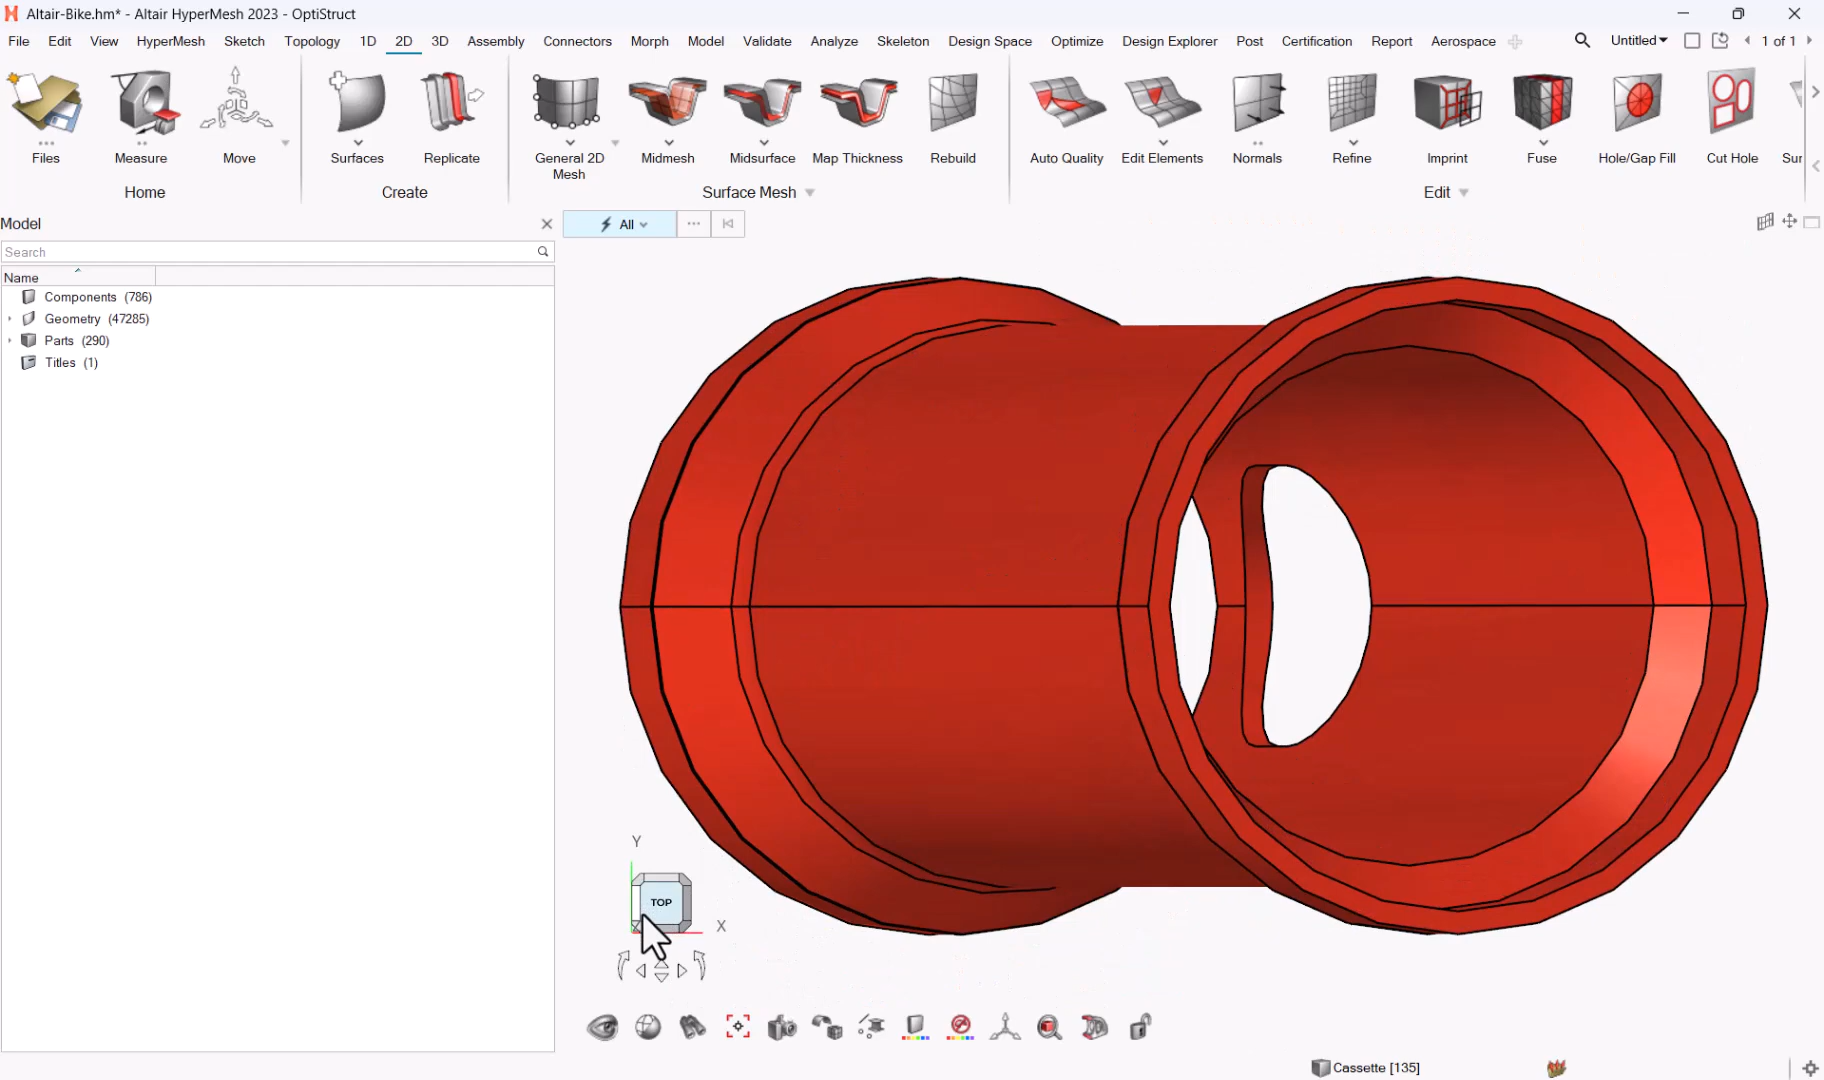 Altair-Bike.hm* - Altair HyperMesh 2023 - OptiStruct
File Edit View HyperMesh Sketch Topology 1D 2D 3D Assembly Connectors Morph Model Validate Analyze Skeleton Design Space Optimize Design Explorer Post Certification Report Aerospace Untitled 1 of 1
Files Measure Move Surfaces Replicate General 2D Mesh Midmesh Midsurface Map Thickness Rebuild Auto Quality Edit Elements Normals Refine Imprint Fuse Hole/Gap Fill Cut Hole Sur
Home Create Surface Mesh Edit
Model
All
Search
Name
Components (786)
Geometry (47285)
Parts (290)
Titles (1)
Y
TOP
X
Cassette [135]